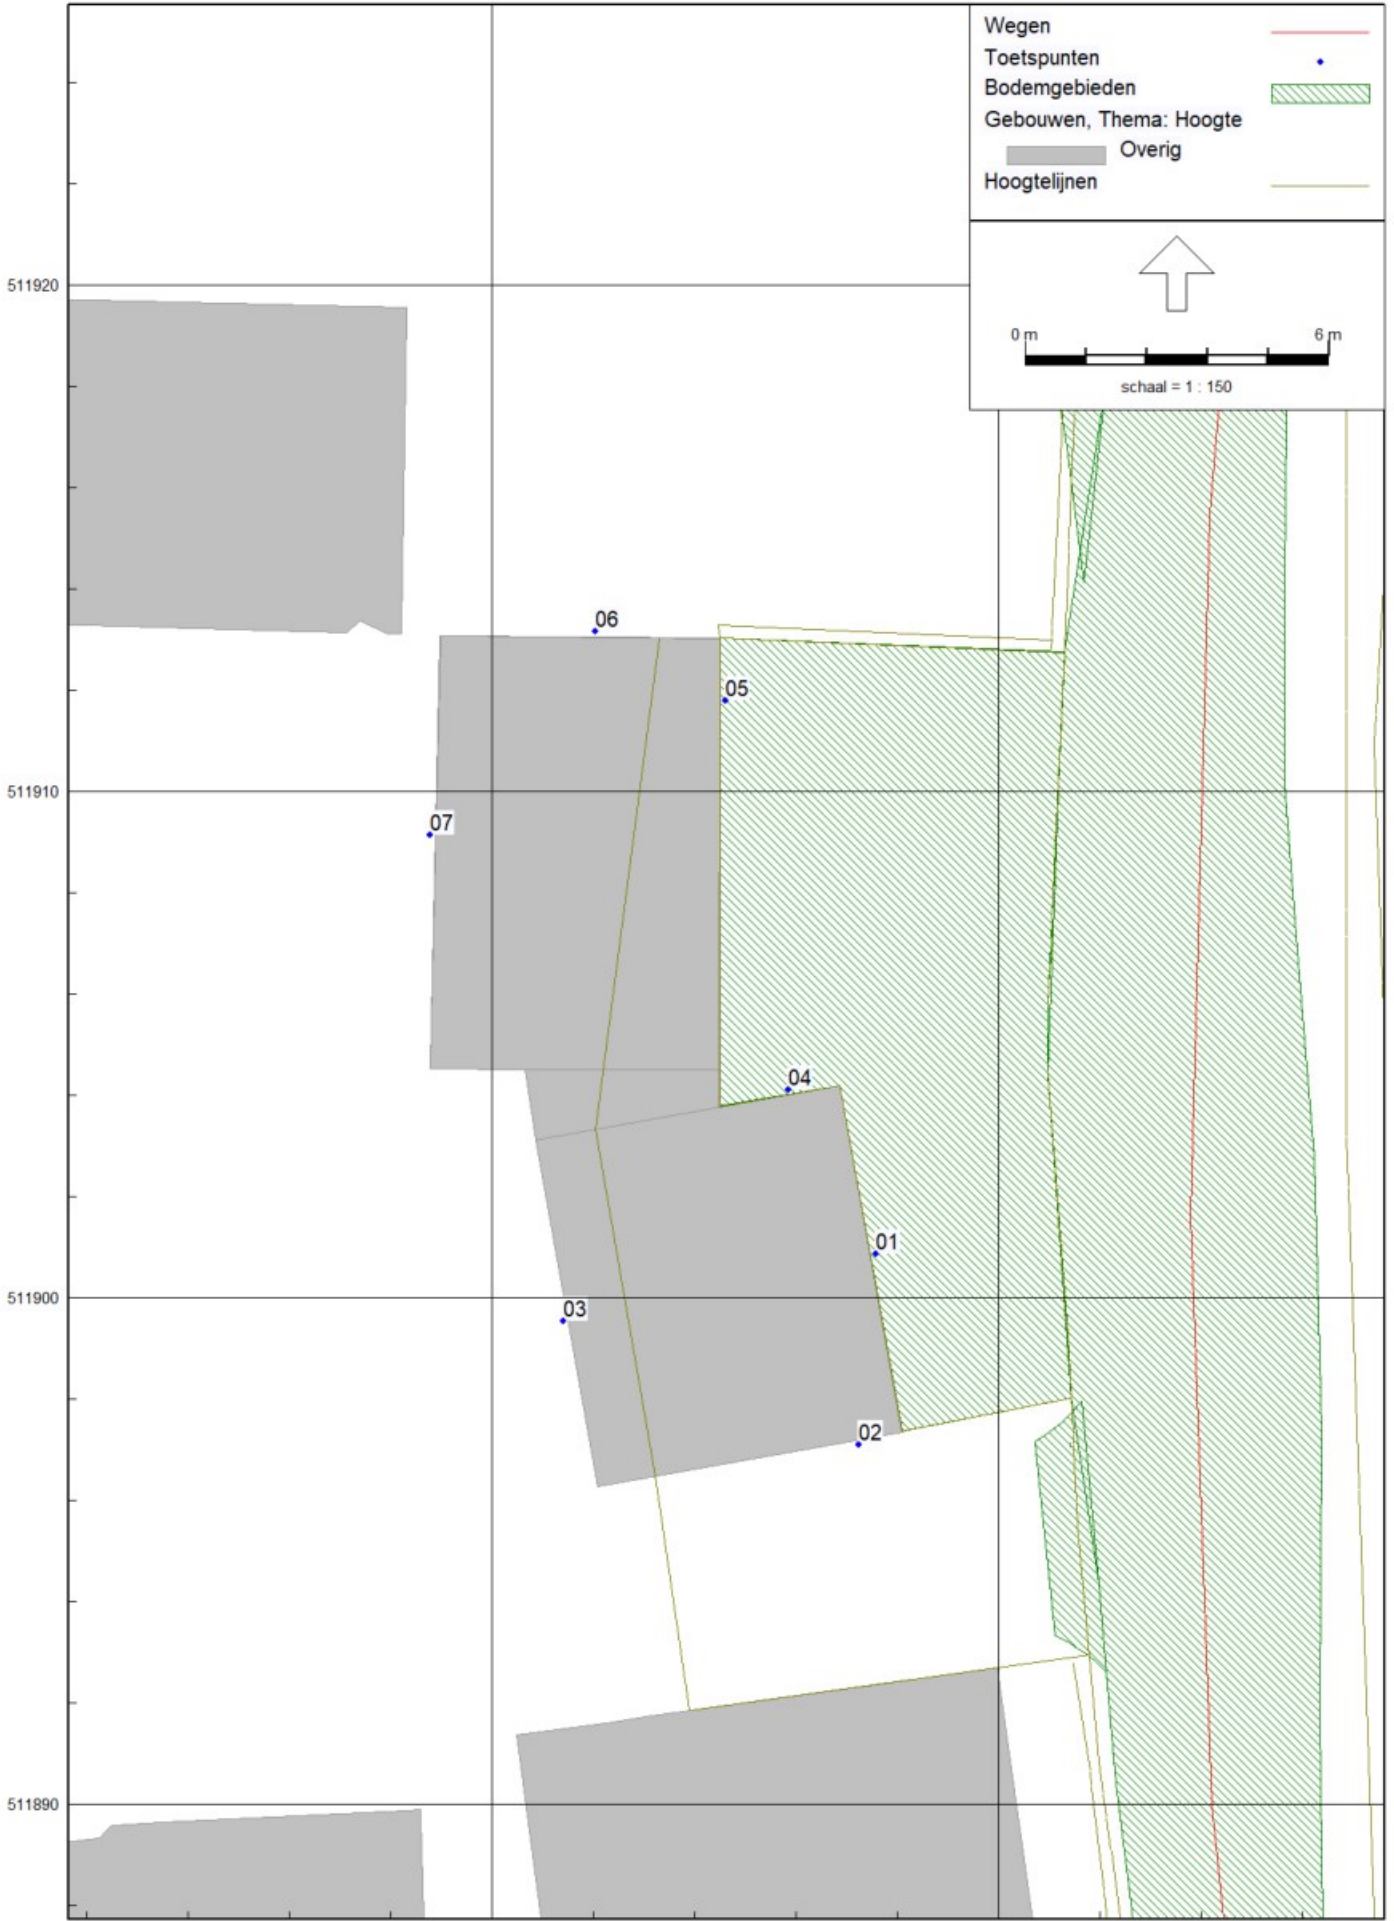 Wegen
Toetspunten
Bodemgebieden
Gebouwen, Thema: Hoogte
Overig
Hoogtelijnen
0 m 6 m
schaal = 1 : 150
511920
06
05
511910
07
04
01
511900
03
02
511890